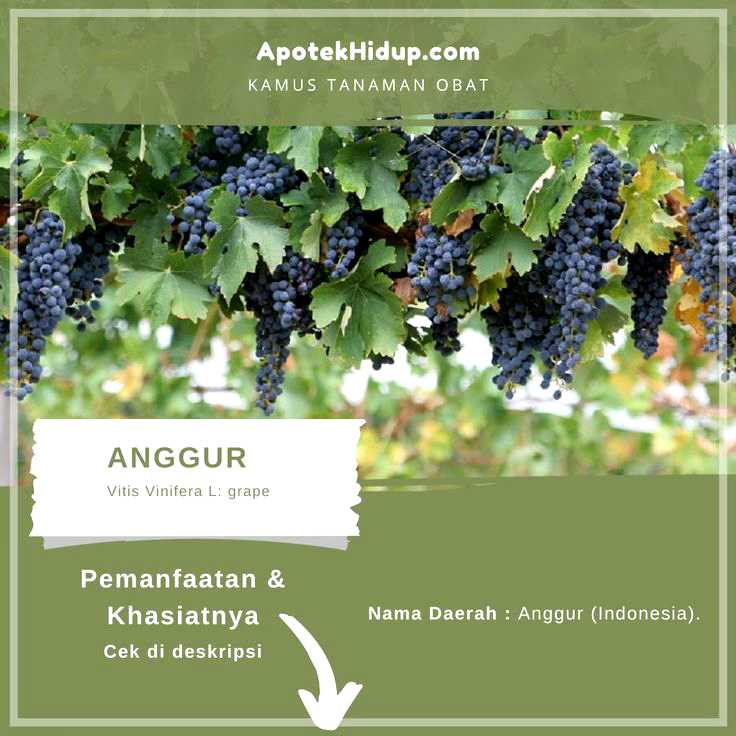 ApotekHidup.com
KAMUS TANAMAN OBAT
ANGGUR
Vitis Vinifera L: grape
Pemanfaatan &
Khasiatnya
Cek di deskripsi
Nama Daerah : Anggur (Indonesia).